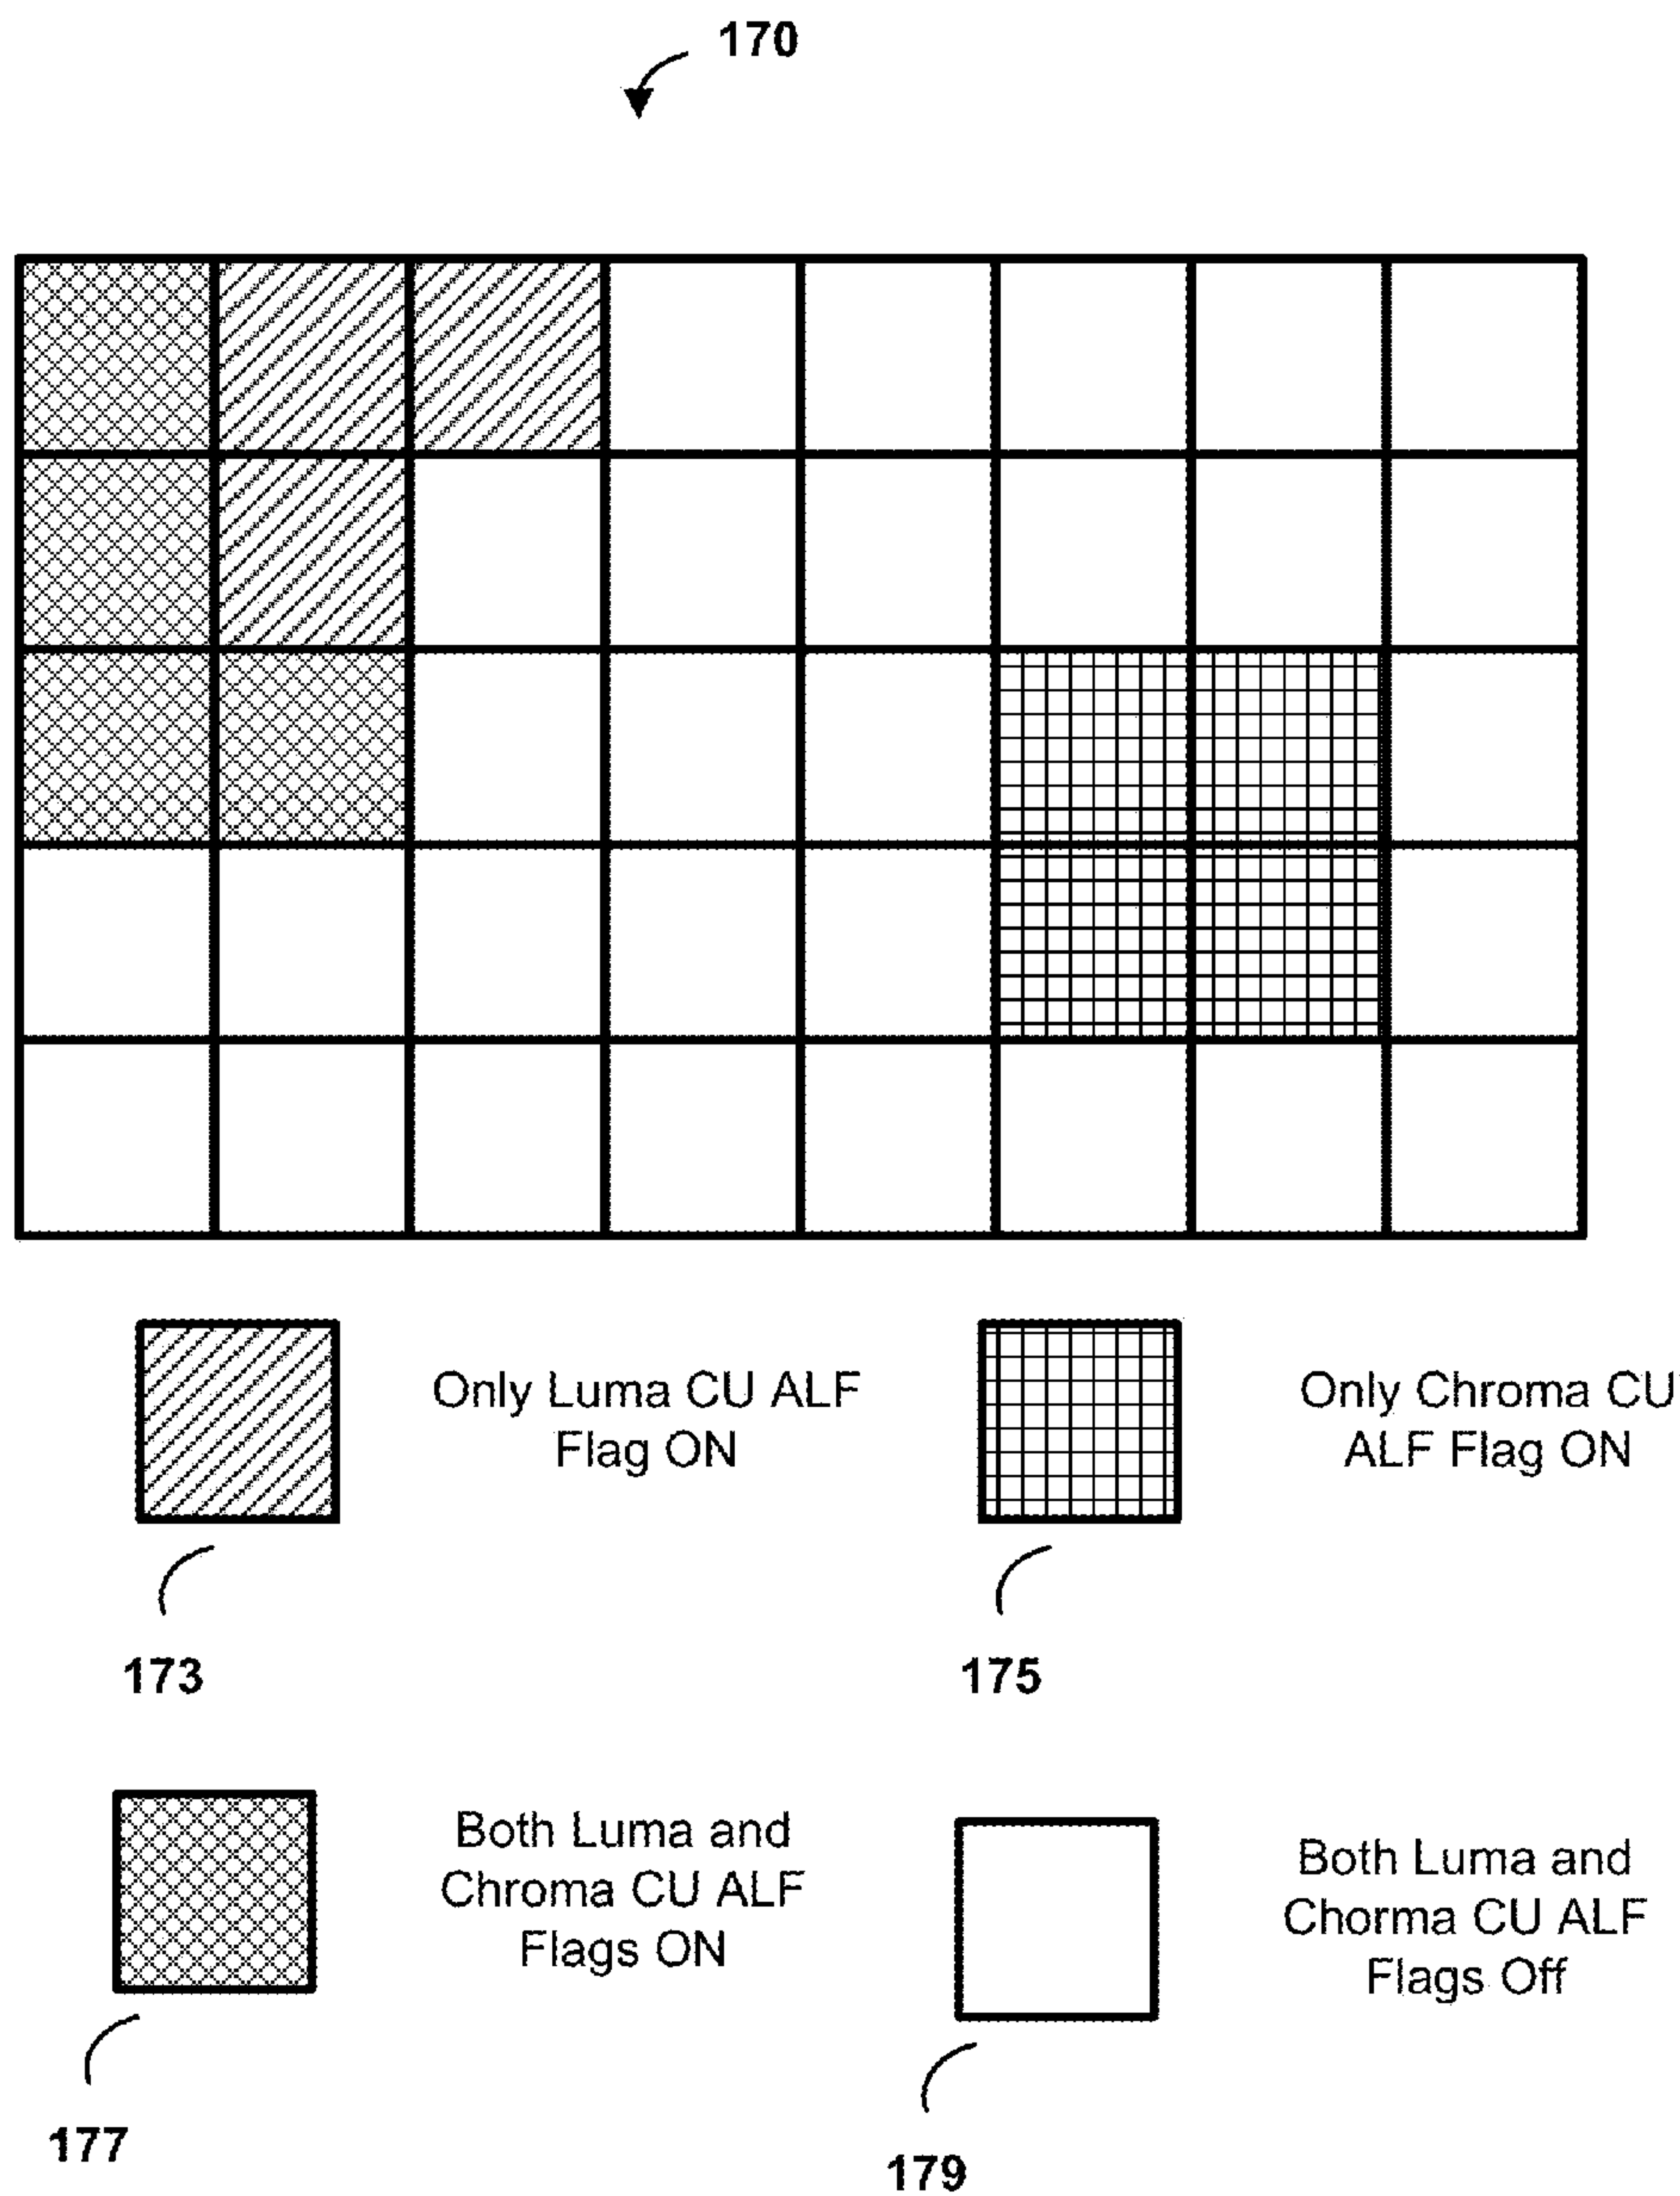 170
Only Luma CU ALF
Flag ON
Only Chroma CU
ALF Flag ON
173
175
Both Luma and
Chroma CU ALF
Flags ON
Both Luma and
Chorma CU ALF
Flags Off
177
179